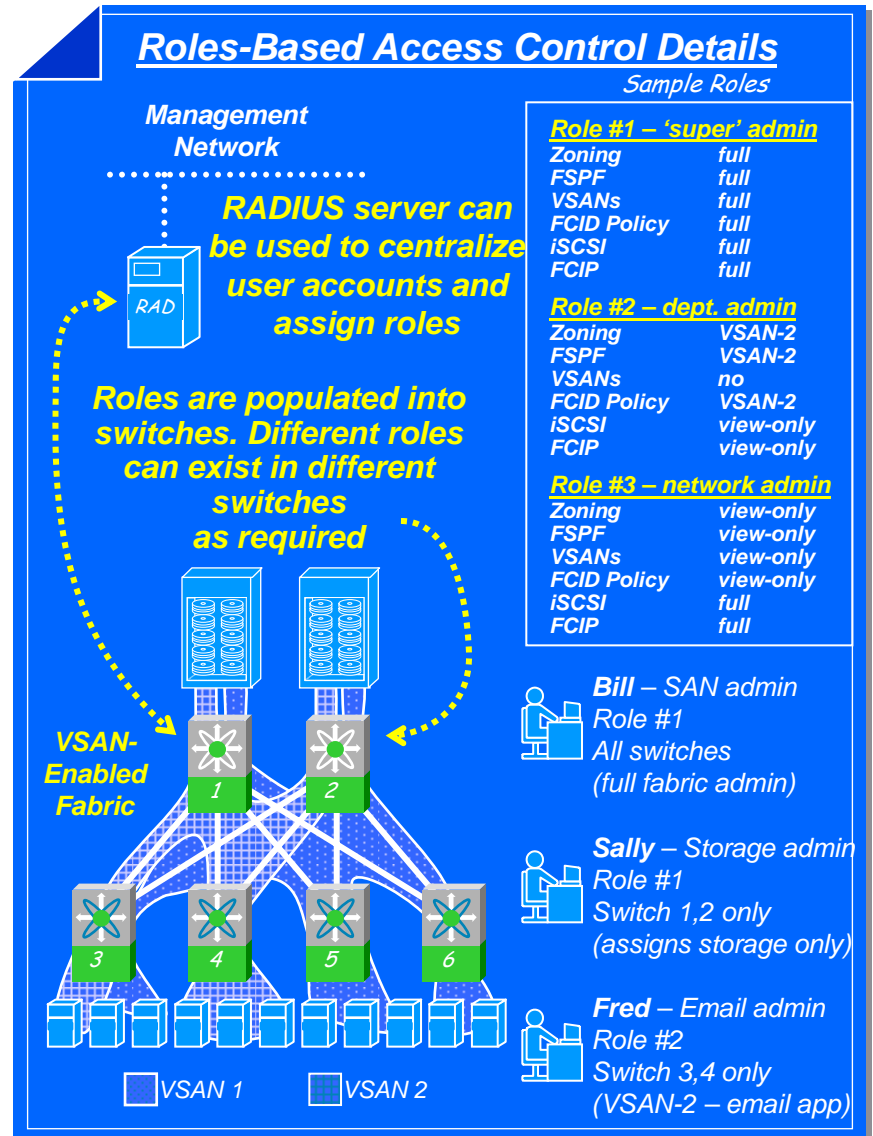 Roles-Based Access Control Details
Sample Roles
Management
Network
RADIUS server can
be used to centralize
user accounts and
assign roles
RAD
Roles are populated into
switches. Different roles
can exist in different
switches
as required
VSAN-
Enabled
Fabric
1
2
3
4
5
6
VSAN 1
VSAN 2
Role #1 – ‘super’ admin
Zoning full
FSPF full
VSANs full
FCID Policy full
iSCSI full
FCIP full
Role #2 – dept. admin
Zoning VSAN-2
FSPF VSAN-2
VSANs no
FCID Policy VSAN-2
iSCSI view-only
FCIP view-only
Role #3 – network admin
Zoning view-only
FSPF view-only
VSANs view-only
FCID Policy view-only
iSCSI full
FCIP full
Bill – SAN admin
Role #1
All switches
(full fabric admin)
Sally – Storage admin
Role #1
Switch 1,2 only
(assigns storage only)
Fred – Email admin
Role #2
Switch 3,4 only
(VSAN-2 – email app)